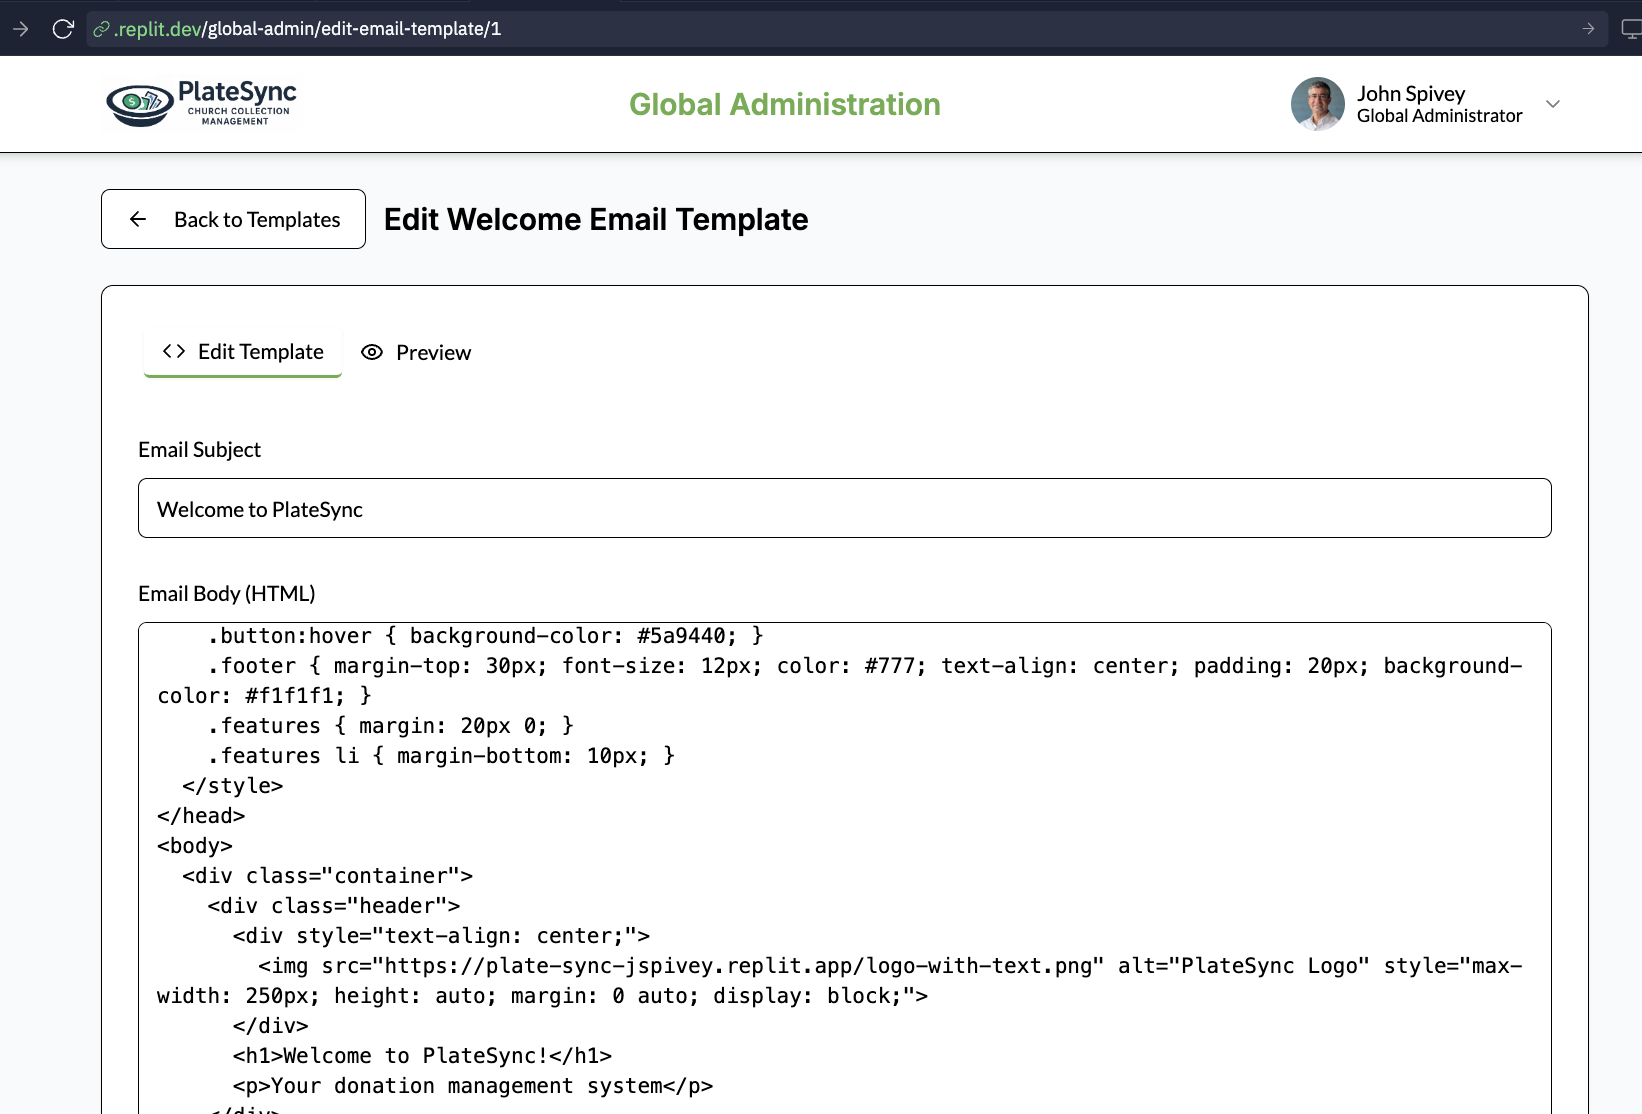 .replit.dev/global-admin/edit-email-template/1
PlateSync
CHURCH COLLECTION
MANAGEMENT
Global Administration
John Spivey
Global Administrator
Back to Templates
Edit Welcome Email Template
<> Edit Template
Preview
Email Subject
Welcome to PlateSync
Email Body (HTML)
.button:hover { background-color: #5a9440; }
.footer { margin-top: 30px; font-size: 12px; color: #777; text-align: center; padding: 20px; background-
color: #f1f1f1; }
.features { margin: 20px 0; }
.features li { margin-bottom: 10px; }
</style>
</head>
<body>
<div class="container">
<div class="header">
<div style="text-align: center;">
<img src="https://plate-sync-jspivey.replit.app/logo-with-text.png" alt="PlateSync Logo" style="max-
width: 250px; height: auto; margin: 0 auto; display: block;">
</div>
<h1>Welcome to PlateSync!</h1>
<p>Your donation management system</p>
</div>